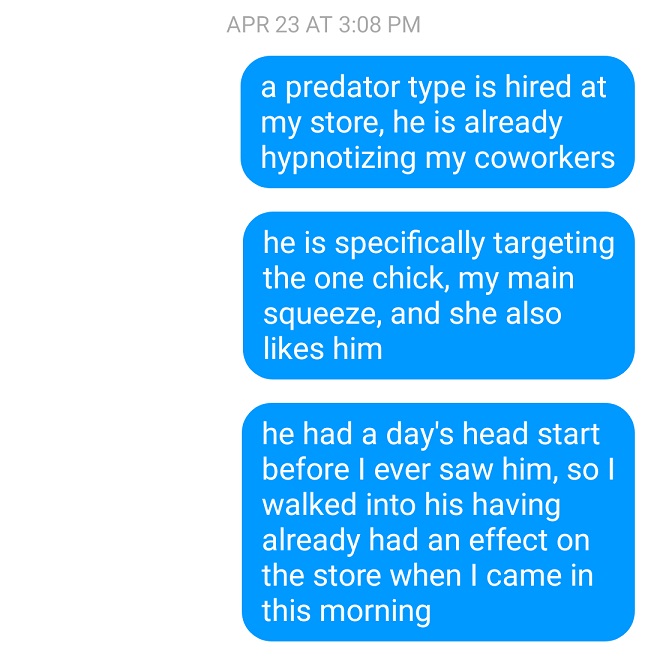 APR 23 AT 3:08 PM
a predator type is hired at
my store, he is already
hypnotizing my coworkers
he is specifically targeting
the one chick, my main
squeeze, and she also
likes him
he had a day's head start
before I ever saw him, so I
walked into his having
already had an effect on
the store when I came in
this morning